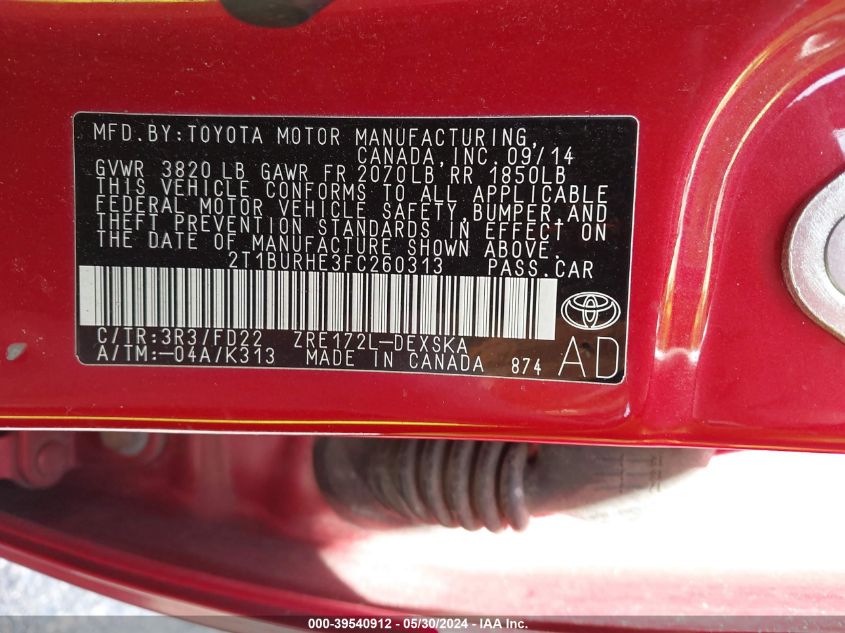 MFD.BY:TOYOTA MOTOR MANUFACTURING,
CANADA,INC. 09/14
GVWR 3820 LB GAWR FR 2070LB RR 1850LB
THIS VEHICLE CONFORMS TO ALL APPLICABLE
FEDERAL MOTOR VEHICLE SAFETY,BUMPER,AND
THEFT PREVENTION STANDARDS IN EFFECT ON
THE DATE OF MANUFACTURE SHOWN ABOVE.
2T1BURHE3FC260313 PASS.CAR
C/TR:3R3/FD22 ZRE172L-DEXSKA
A/TM:-04A/K313 MADE IN CANADA 874 AD
000-39540912 - 05/30/2024 - IAA Inc.